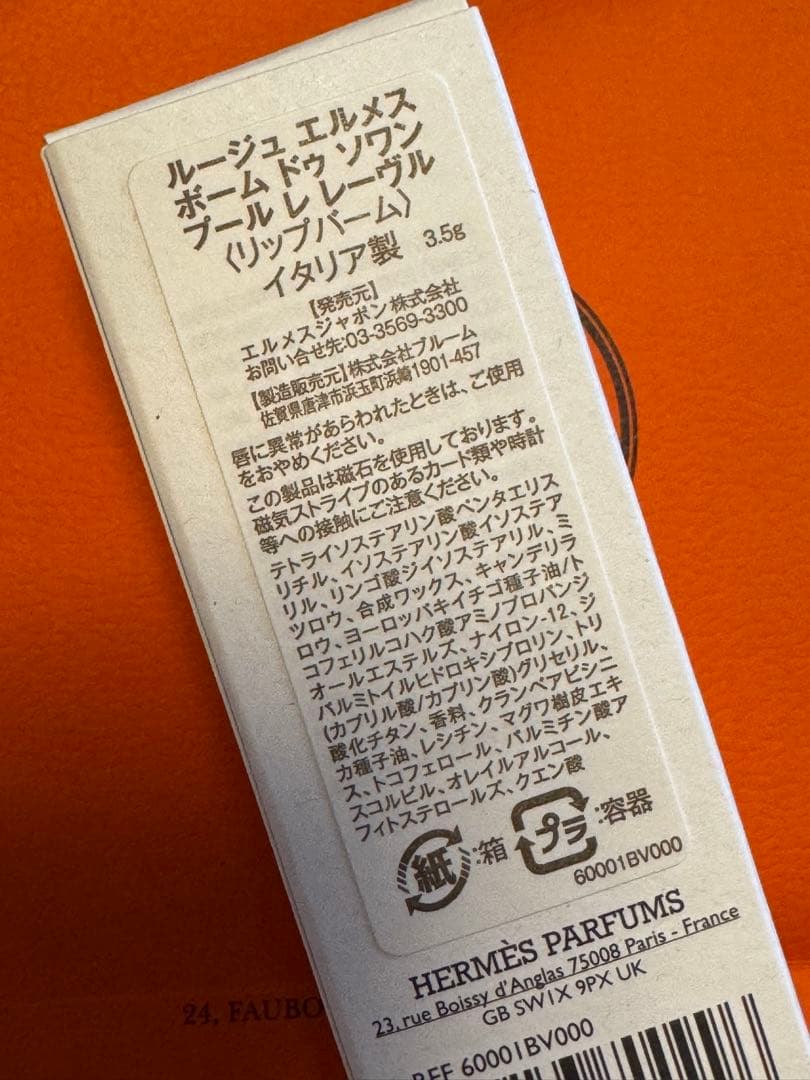 ルージュ エルメス
ボーム ドゥ ソワン
プール レ レーヴル
〈リップバーム〉
イタリア製 3.5g
【発売元】
エルメスジャポン株式会社
お問い合せ先:03-3569-3300
【製造販売元】株式会社ブルーム
佐賀県唐津市浜玉町浜崎1901-457
唇に異常があらわれたときは、ご使用
をおやめください。
この製品は磁石を使用しております。
磁気ストライプのあるカード類や時計
等への接触にご注意ください。
テトライソステアリン酸ペンタエリス
リチル、イソステアリン酸イソステア
リル、リンゴ酸ジイソステアリル、ミ
ツロウ、合成ワックス、キャンデリラ
ロウ、ヨーロッパキイチゴ種子油/ト
コフェリルコハク酸アミノプロパンジ
オールエステルズ、ナイロン-12、ジ
パルミトイルヒドロキシプロリン、トリ
(カプリル酸/カプリン酸)グリセリル、
酸化チタン、香料、クランベアビシニ
カ種子油、レシチン、マグワ樹皮エキ
ス、トコフェロール、パルミチン酸ア
スコルビル、オレイルアルコール、
フィトステロールズ、クエン酸
紙:箱 プラ:容器
60001BV000
HERMÈS PARFUMS
23, rue Boissy d'Anglas 75008 Paris - France
GB SW1X 9PX UK
REF 60001BV000
24, FAUBO